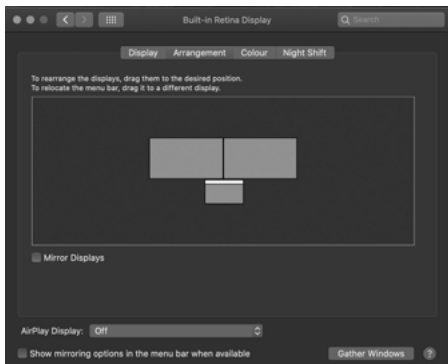 Built-in Retina Display
Search
Display Arrangement Colour Night Shift
To rearrange the displays, drag them to the desired position.
To relocate the menu bar, drag it to a different display.
Mirror Displays
AirPlay Display: Off
Show mirroring options in the menu bar when available
Gather Windows ?